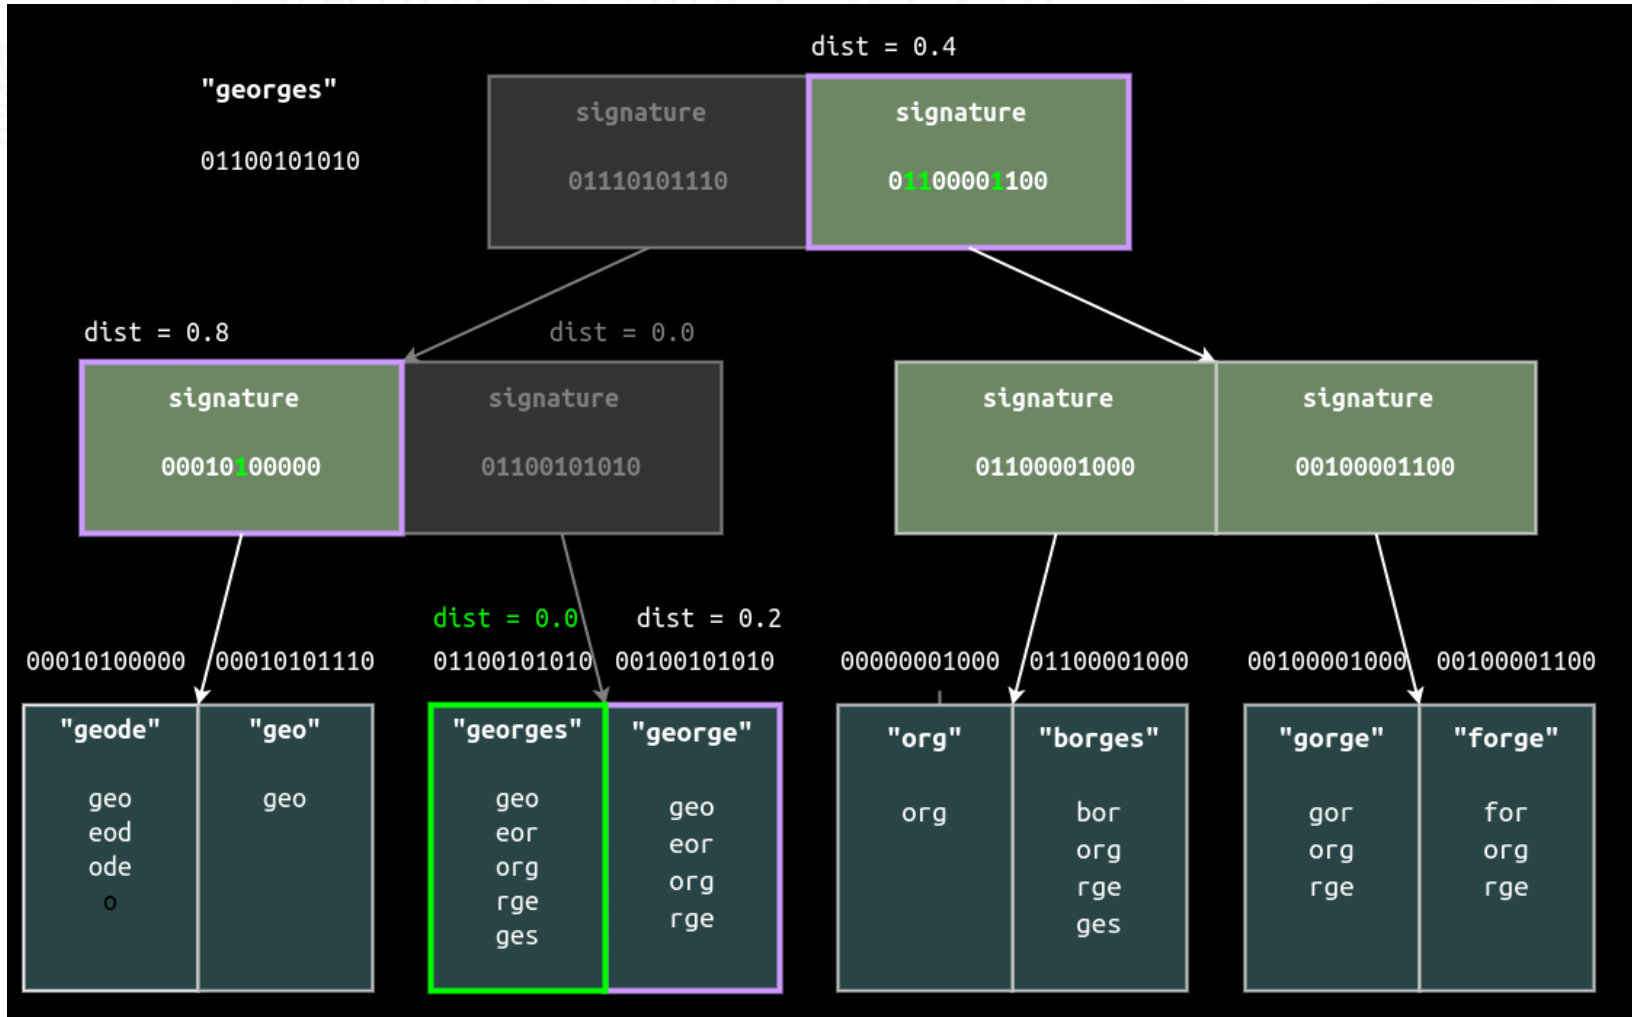 dist = 0.4
"georges"
01100101010
signature
01110101110
signature
01100001100
dist = 0.8
dist = 0.0
signature
00010100000
signature
01100101010
signature
01100001000
signature
00100001100
dist = 0.0
dist = 0.2
00010100000
00010101110
01100101010
00100101010
00000001000
01100001000
00100001000
00100001100
"geode"
geo
eod
ode
o
"geo"
geo
"georges"
geo
eor
org
rge
ges
"george"
geo
eor
org
rge
"org"
org
"borges"
bor
org
rge
ges
"gorge"
gor
org
rge
"forge"
for
org
rge